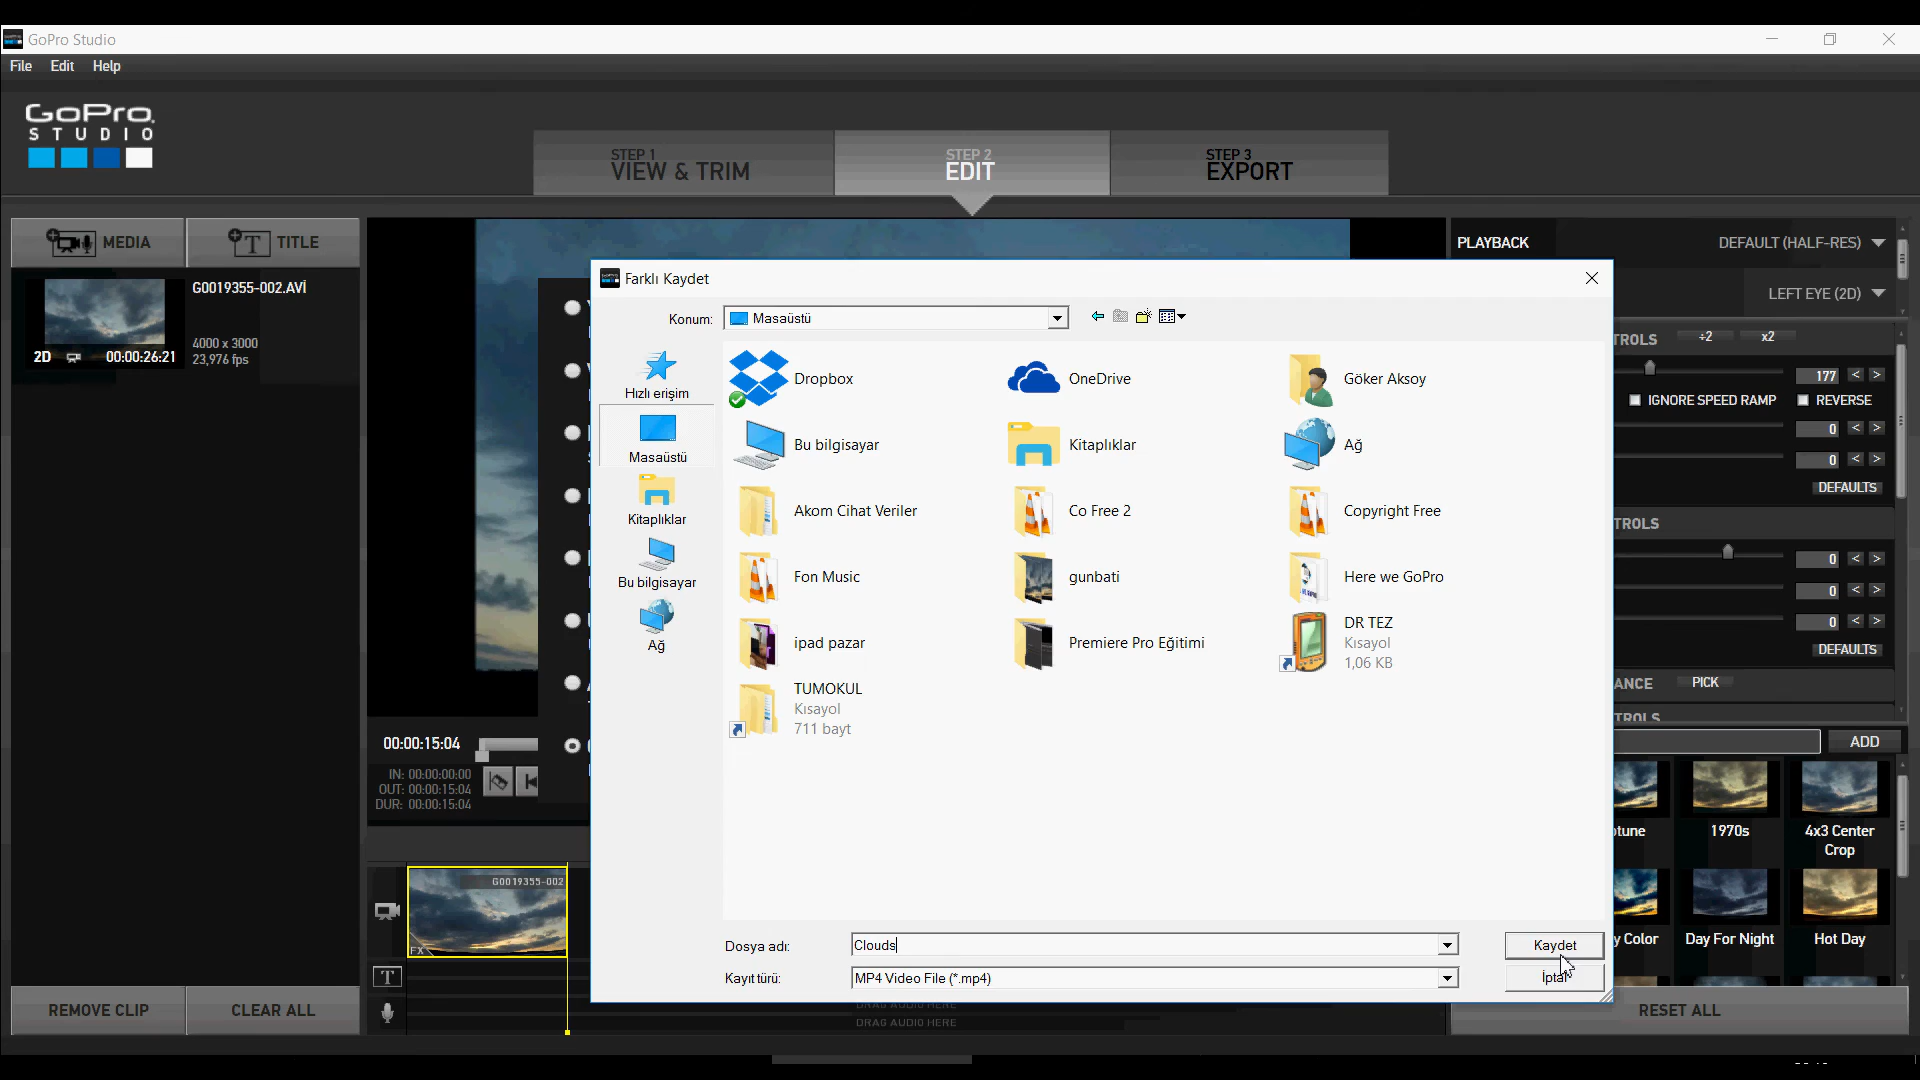 GoPro Studio
File Edit Help
GoPro
STUDIO
STEP 1
VIEW & TRIM
STEP 2
EDIT
STEP 3
EXPORT
MEDIA
TITLE
G0019355-002.AVİ
4000 x 3000
23,976 fps
2D 00:00:26:21
PLAYBACK
DEFAULT (HALF-RES)
LEFT EYE (2D)
Farklı Kaydet
Konum:
Masaüstü
Hızlı erişim
Masaüstü
Kitaplıklar
Bu bilgisayar
Ağ
Dropbox
OneDrive
Göker Aksoy
Bu bilgisayar
Kitaplıklar
Ağ
Akom Cihat Veriler
Co Free 2
Copyright Free
Fon Music
gunbati
Here we GoPro
ipad pazar
Premiere Pro Eğitimi
DR TEZ
Kısayol
1,06 KB
TUMOKUL
Kısayol
711 bayt
Dosya adı:
Clouds
Kaydet
Kayıt türü:
MP4 Video File (*.mp4)
İptal
TROLS
÷2
x2
177 < >
IGNORE SPEED RAMP
REVERSE
0 < >
0 < >
DEFAULTS
TROLS
0 < >
0 < >
0 < >
DEFAULTS
ANCE
PICK
TROLS
ADD
tune
1970s
4x3 Center
Crop
y Color
Day For Night
Hot Day
RESET ALL
00:00:15:04
IN: 00:00:00:00
OUT: 00:00:15:04
DUR: 00:00:15:04
G0019355-002
FX
T
DRAG AUDIO HERE
DRAG AUDIO HERE
REMOVE CLIP
CLEAR ALL